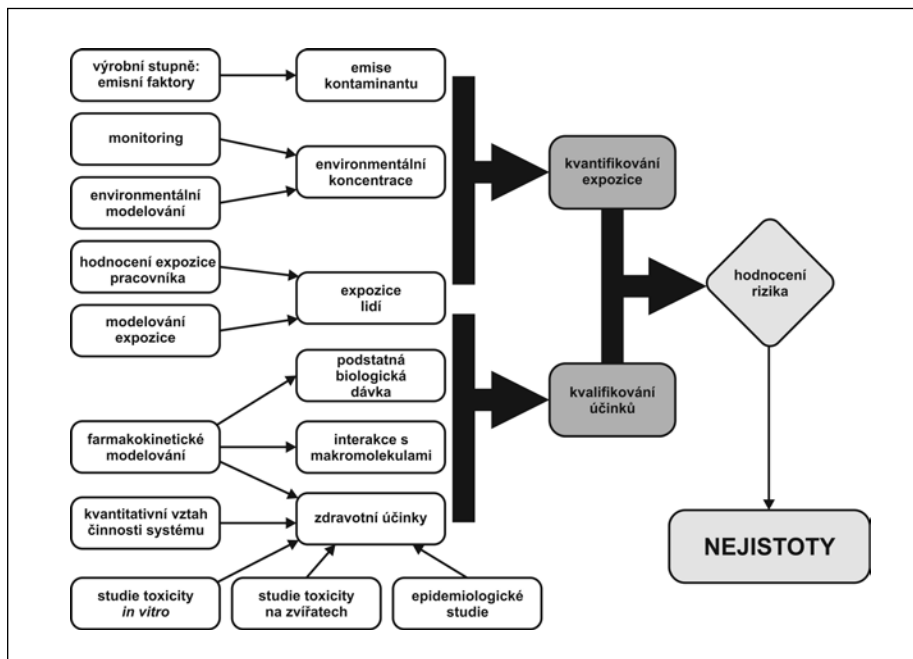 výrobní stupně:
emisní faktory
emise
kontaminantu
monitoring
environmentální
koncentrace
environmentální
modelování
kvantifikování
expozice
hodnocení expozice
pracovníka
expozice
lidí
modelování
expozice
hodnocení
rizika
podstatná
biologická
dávka
kvalifikování
účinků
farmakokinetické
modelování
interakce s
makromolekulami
kvantitativní vztah
činnosti systému
zdravotní účinky
NEJISTOTY
studie toxicity
in vitro
studie toxicity
na zvířatech
epidemiologické
studie